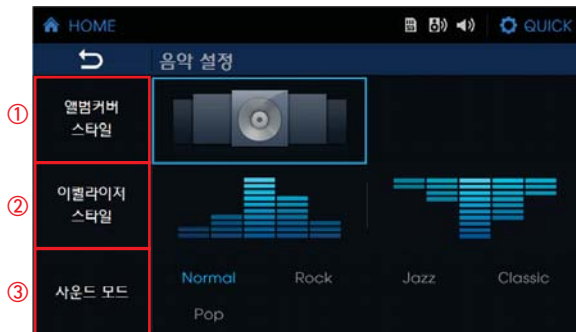 HOME
QUICK
음악 설정
① 앨범커버
스타일
② 이퀄라이저
스타일
③ 사운드 모드
Normal Rock Jazz Classic
Pop